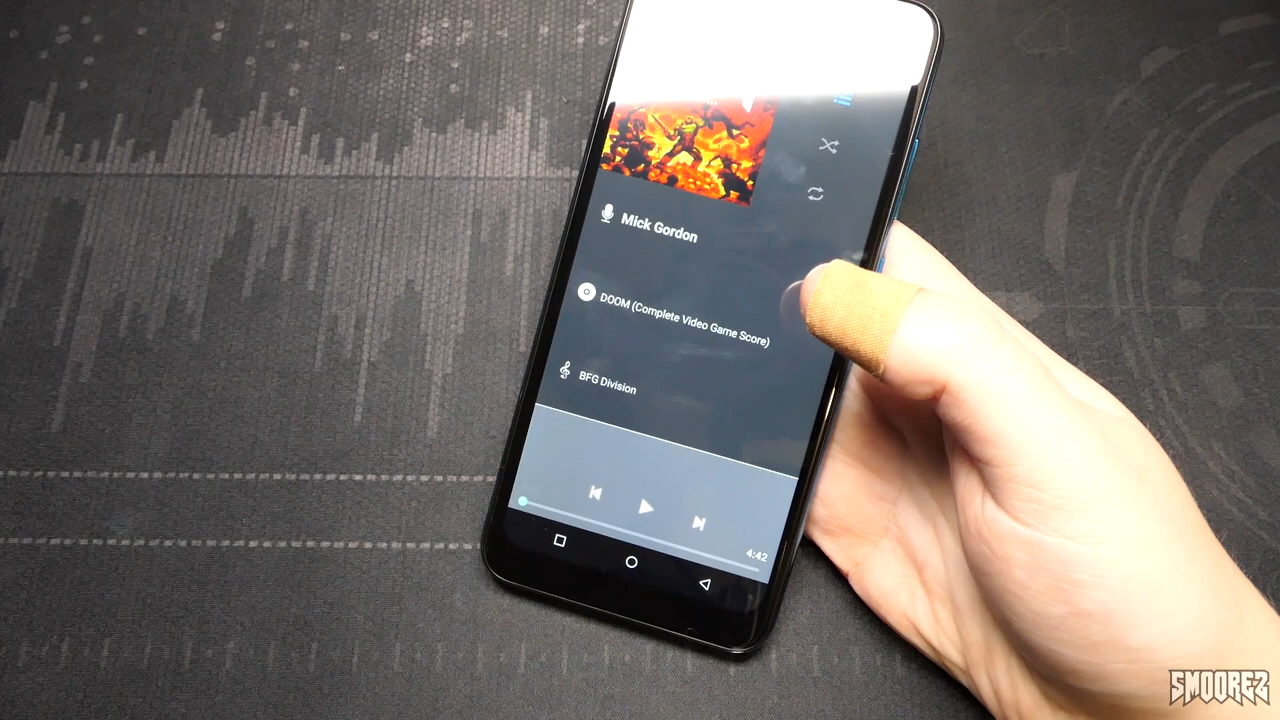 Mick Gordon
DOOM (Complete Video Game Score)
BFG Division
4:42
SMOOREZ